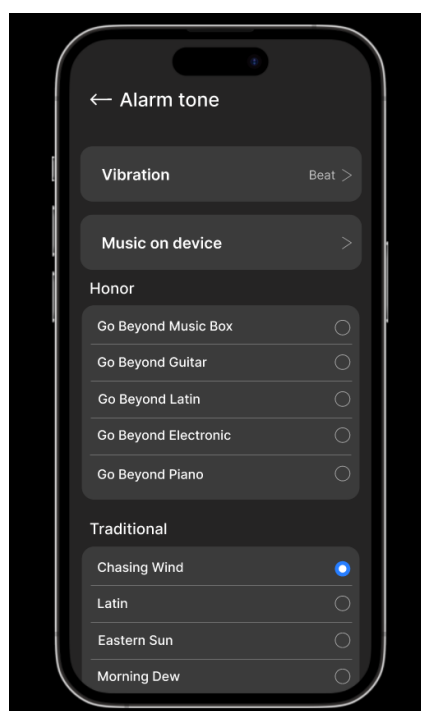 Alarm tone
Vibration Beat
Music on device
Honor
Go Beyond Music Box
Go Beyond Guitar
Go Beyond Latin
Go Beyond Electronic
Go Beyond Piano
Traditional
Chasing Wind
Latin
Eastern Sun
Morning Dew